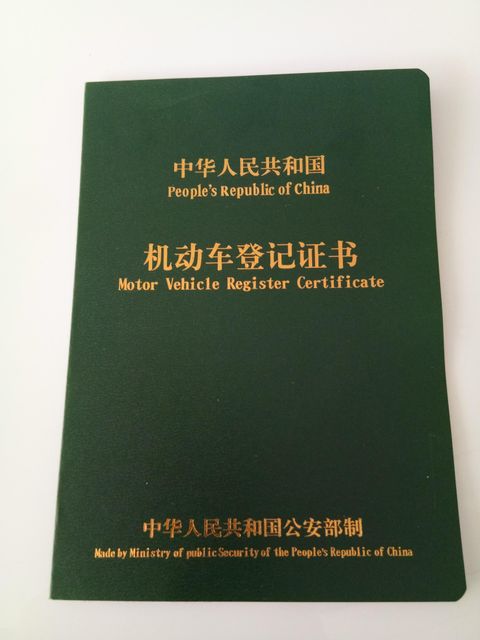 中华人民共和国
People's Republic of China
机动车登记证书
Motor Vehicle Register Certificate
中华人民共和国公安部制
Made by Ministry of public Security of the People's Republic of China